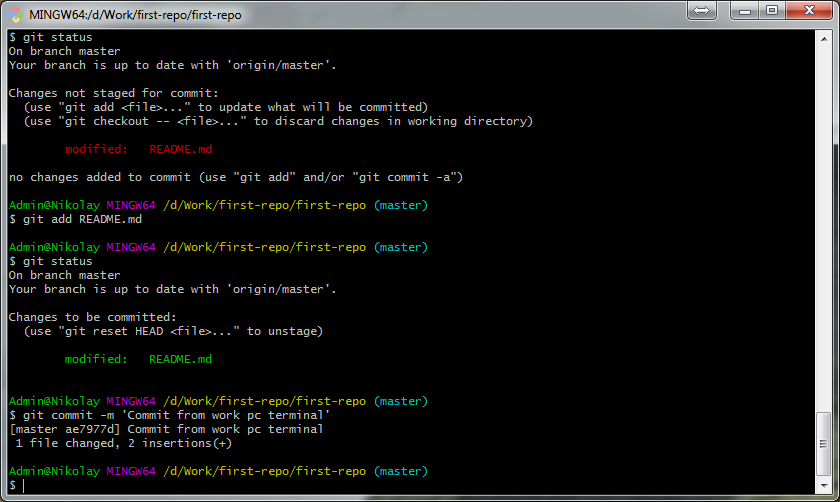 MINGW64:/d/Work/first-repo/first-repo
$ git status
On branch master
Your branch is up to date with 'origin/master'.
Changes not staged for commit:
(use "git add <file>..." to update what will be committed)
(use "git checkout -- <file>..." to discard changes in working directory)
modified: README.md
no changes added to commit (use "git add" and/or "git commit -a")
Admin@Nikolay MINGW64 /d/Work/first-repo/first-repo (master)
$ git add README.md
Admin@Nikolay MINGW64 /d/Work/first-repo/first-repo (master)
$ git status
On branch master
Your branch is up to date with 'origin/master'.
Changes to be committed:
(use "git reset HEAD <file>..." to unstage)
modified: README.md
Admin@Nikolay MINGW64 /d/Work/first-repo/first-repo (master)
$ git commit -m 'Commit from work pc terminal'
[master ae7977d] Commit from work pc terminal
1 file changed, 2 insertions(+)
Admin@Nikolay MINGW64 /d/Work/first-repo/first-repo (master)
$